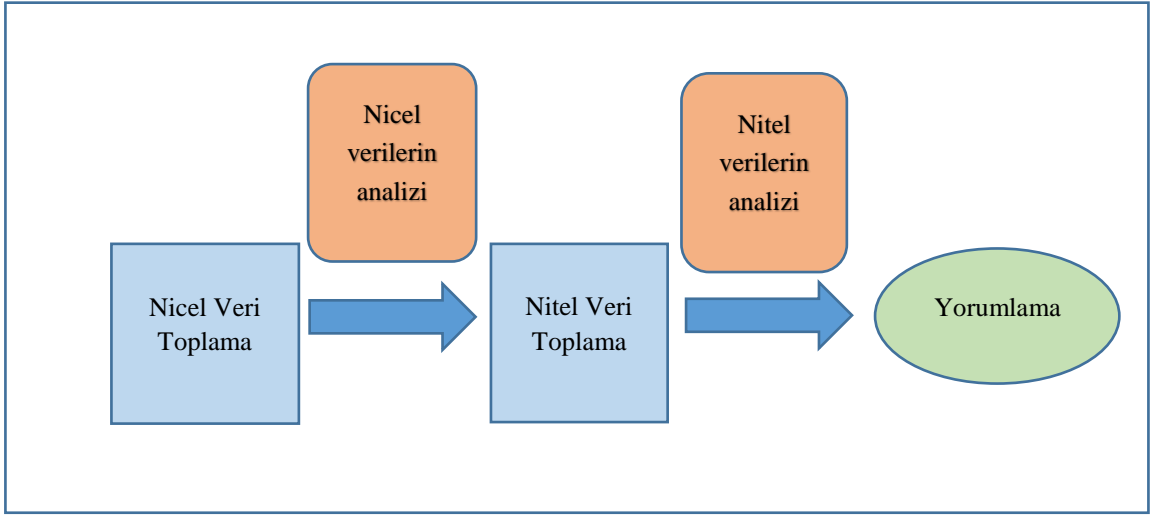 Nicel
verilerin
analizi
Nitel
verilerin
analizi
Nicel Veri
Toplama
Nitel Veri
Toplama
Yorumlama